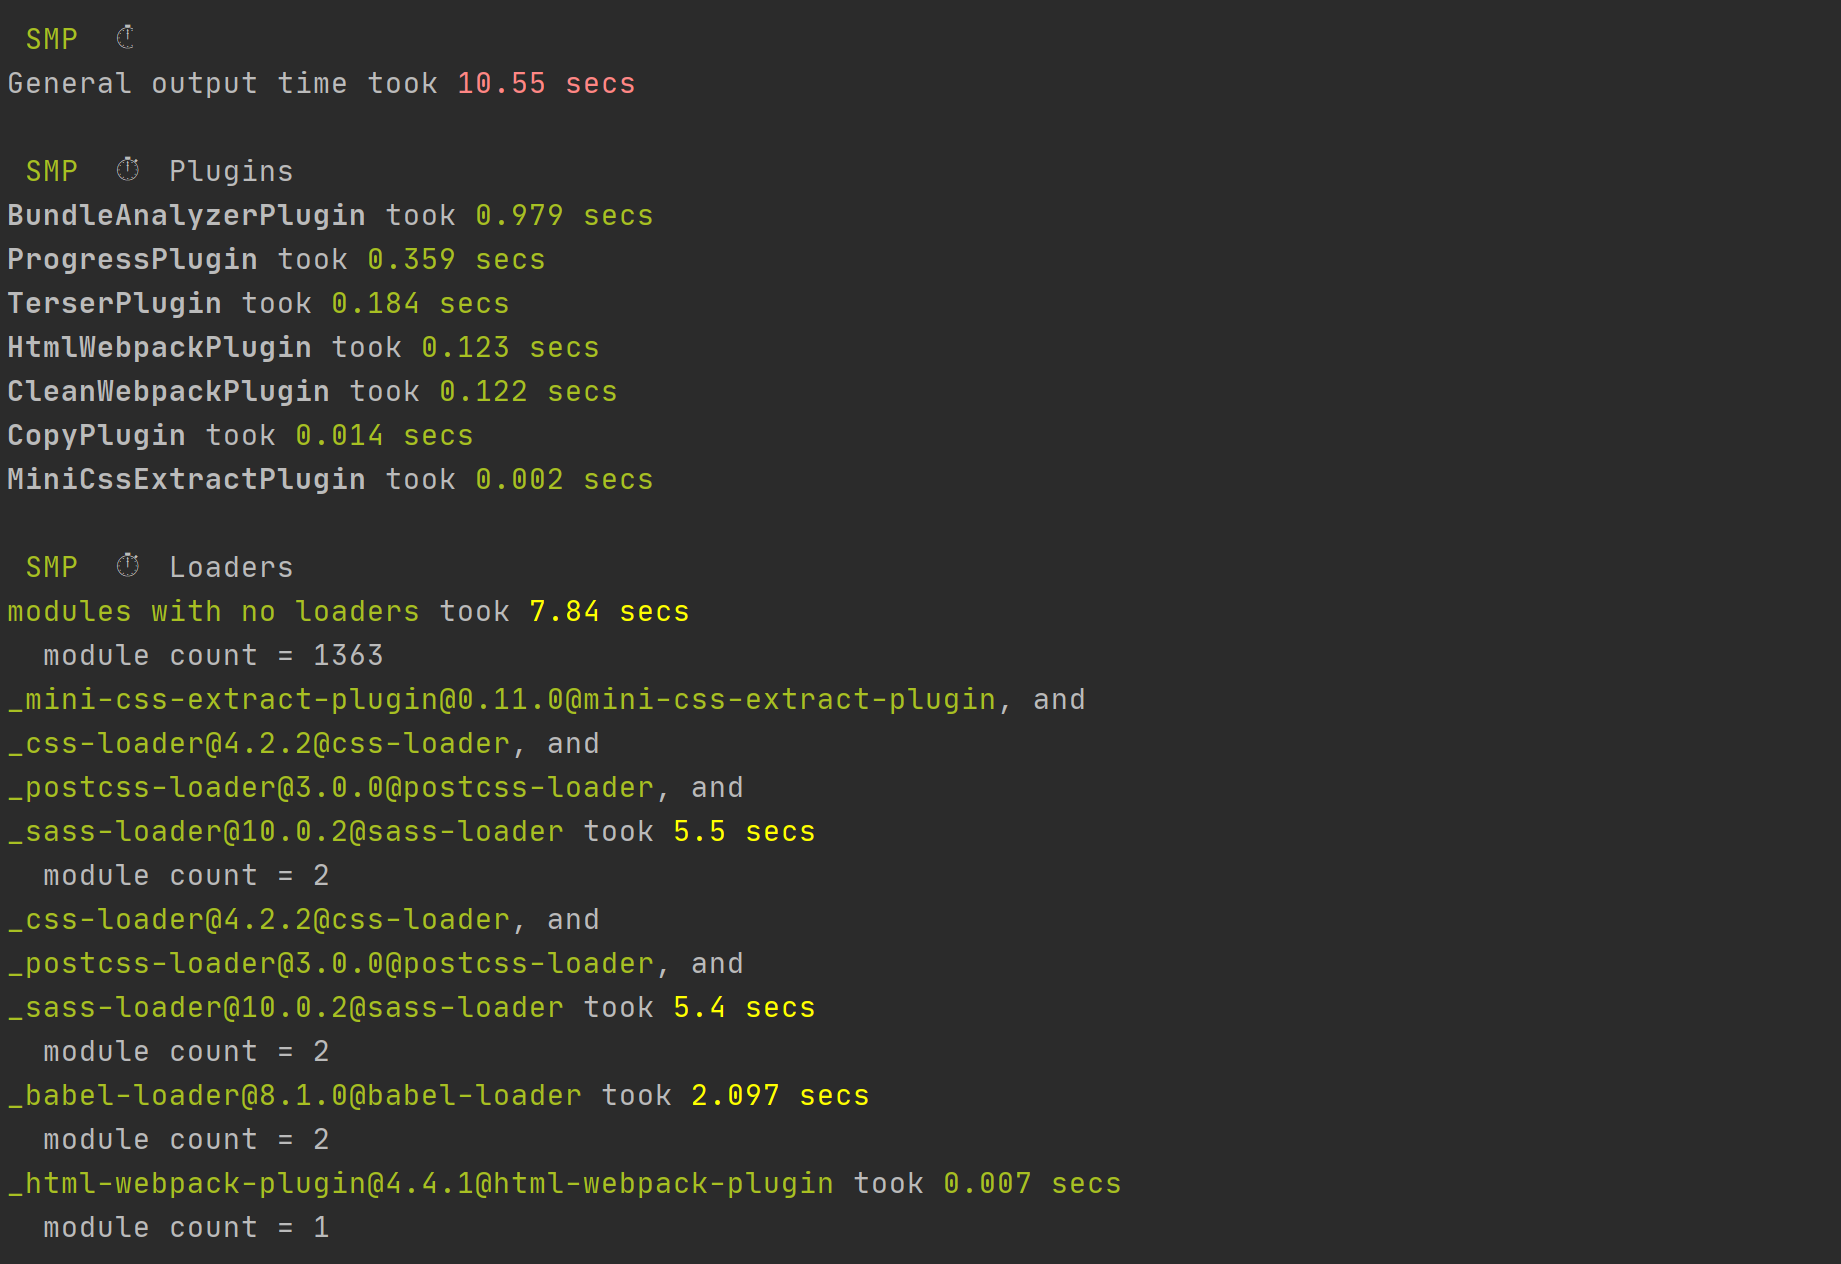 SMP ⏱
General output time took 10.55 secs
SMP ⏱ Plugins
BundleAnalyzerPlugin took 0.979 secs
ProgressPlugin took 0.359 secs
TerserPlugin took 0.184 secs
HtmlWebpackPlugin took 0.123 secs
CleanWebpackPlugin took 0.122 secs
CopyPlugin took 0.014 secs
MiniCssExtractPlugin took 0.002 secs
SMP ⏱ Loaders
modules with no loaders took 7.84 secs
module count = 1363
_mini-css-extract-plugin@0.11.0@mini-css-extract-plugin, and
_css-loader@4.2.2@css-loader, and
_postcss-loader@3.0.0@postcss-loader, and
_sass-loader@10.0.2@sass-loader took 5.5 secs
module count = 2
_css-loader@4.2.2@css-loader, and
_postcss-loader@3.0.0@postcss-loader, and
_sass-loader@10.0.2@sass-loader took 5.4 secs
module count = 2
_babel-loader@8.1.0@babel-loader took 2.097 secs
module count = 2
_html-webpack-plugin@4.4.1@html-webpack-plugin took 0.007 secs
module count = 1